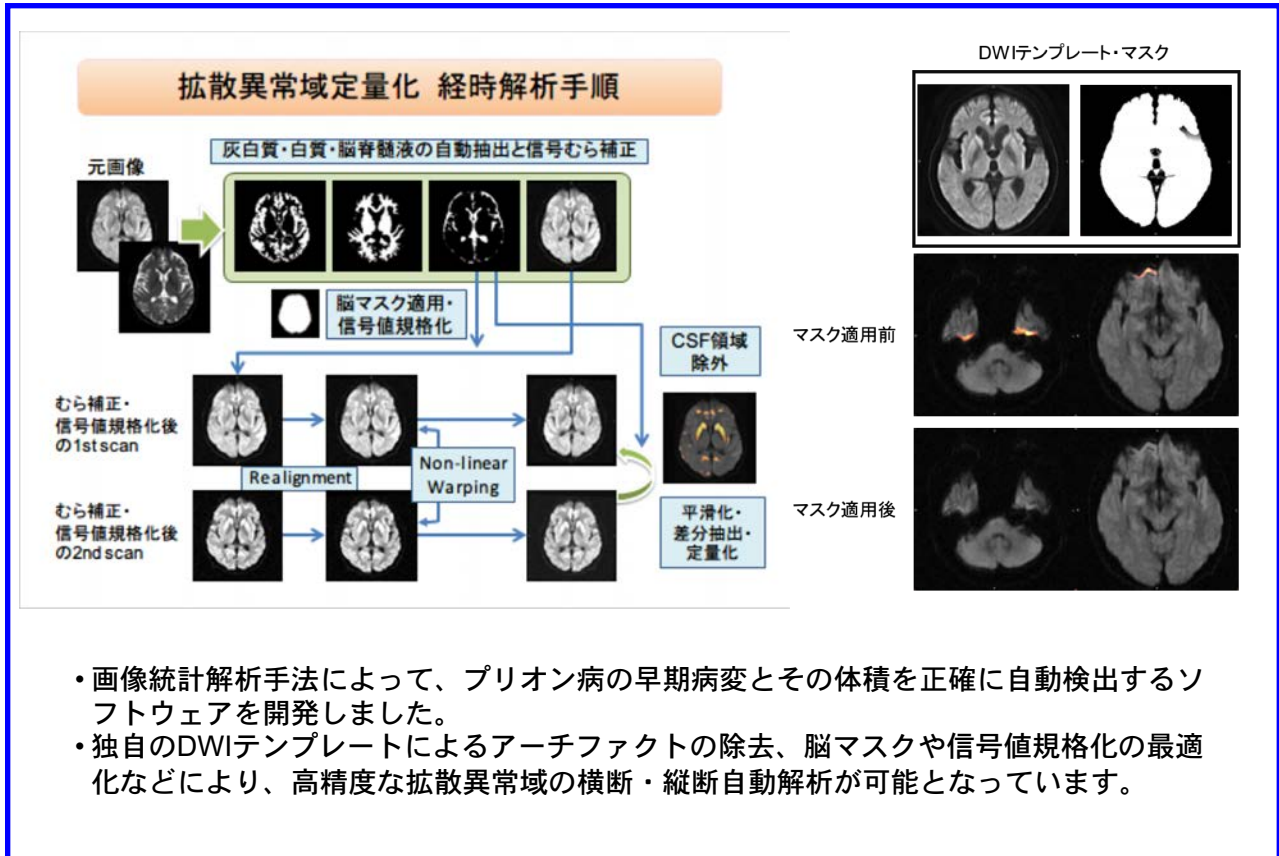 拡散異常域定量化 経時解析手順
灰白質・白質・脳脊髄液の自動抽出と信号むら補正
元画像
脳マスク適用・
信号値規格化
CSF領域
除外
むら補正・
信号値規格化後
の1st scan
Realignment
Non-linear
Warping
むら補正・
信号値規格化後
の2nd scan
平滑化・
差分抽出・
定量化
DWIテンプレート・マスク
マスク適用前
マスク適用後
• 画像統計解析手法によって、プリオン病の早期病変とその体積を正確に自動検出するソ
フトウェアを開発しました。
• 独自のDWIテンプレートによるアーチファクトの除去、脳マスクや信号値規格化の最適
化などにより、高精度な拡散異常域の横断・縦断自動解析が可能となっています。